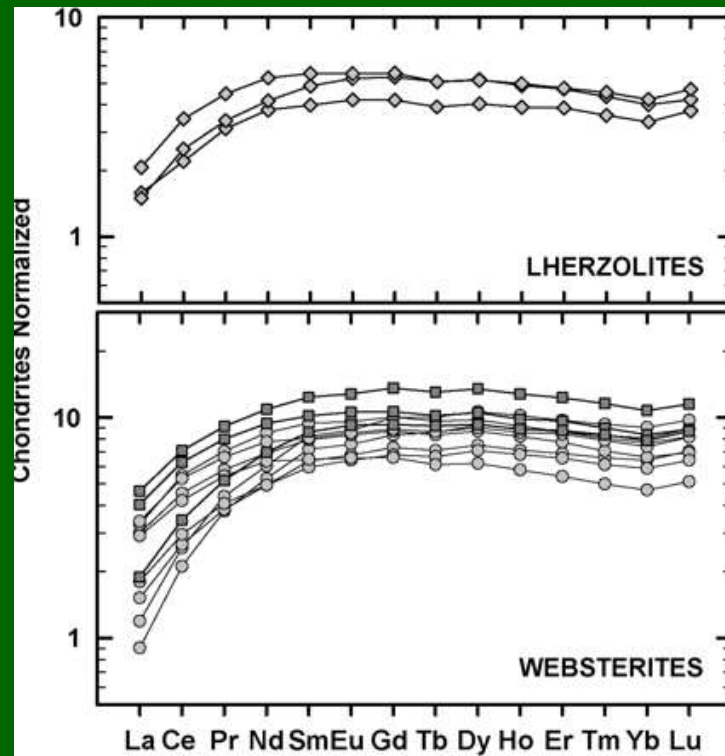 10
1
LHERZOLITES
Chondrites Normalized
10
1
WEBSTERITES
La Ce Pr Nd Sm Eu Gd Tb Dy Ho Er Tm Yb Lu